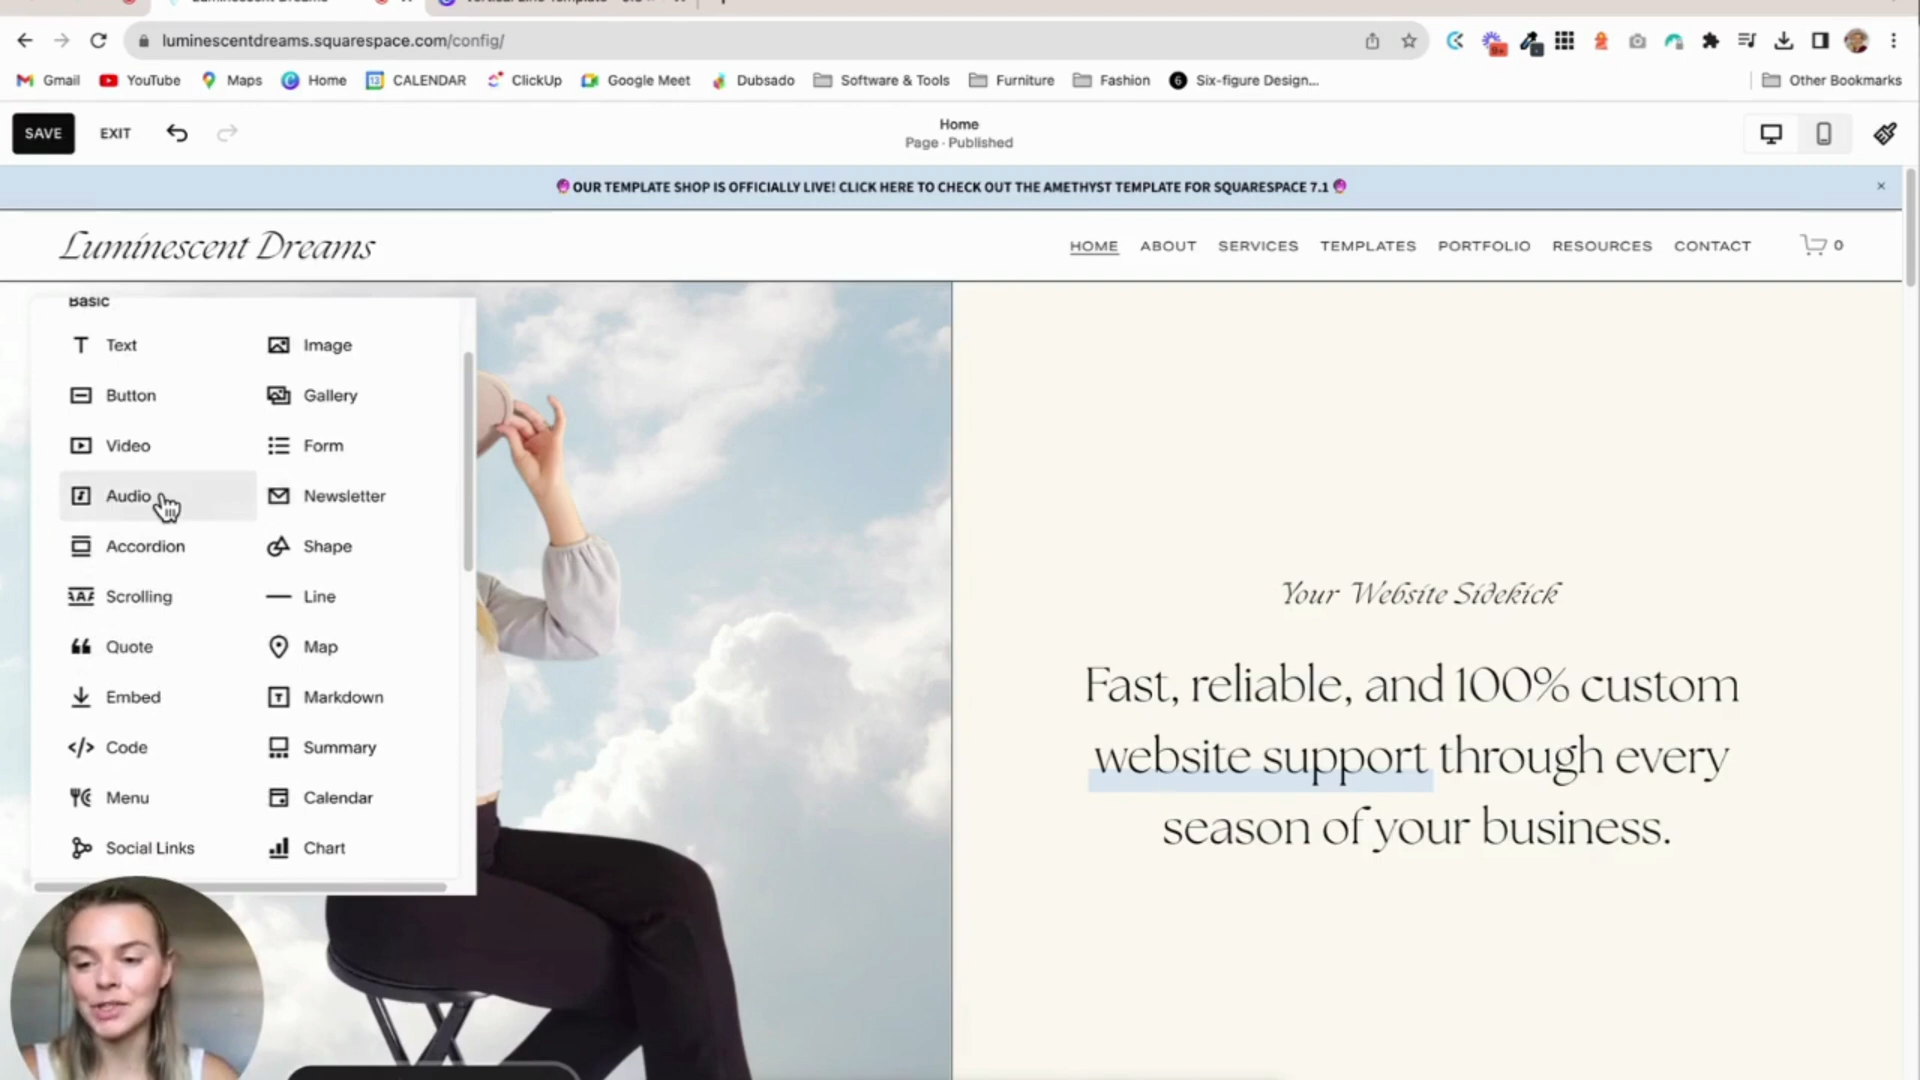 Luminescent Dreams
luminescentdreams.squarespace.com/config/
9+
Gmail YouTube Maps Home CALENDAR ClickUp Google Meet Dubsado Software & Tools Furniture Fashion Six-figure Design... Other Bookmarks
SAVE EXIT
Home
Page · Published
OUR TEMPLATE SHOP IS OFFICIALLY LIVE! CLICK HERE TO CHECK OUT THE AMETHYST TEMPLATE FOR SQUARESPACE 7.1
Luminescent Dreams
HOME ABOUT SERVICES TEMPLATES PORTFOLIO RESOURCES CONTACT 0
Basic
Text Image
Button Gallery
Video Form
Audio Newsletter
Accordion Shape
Scrolling Line
Quote Map
Embed Markdown
Code Summary
Menu Calendar
Social Links Chart
Your Website Sidekick
Fast, reliable, and 100% custom
website support through every
season of your business.